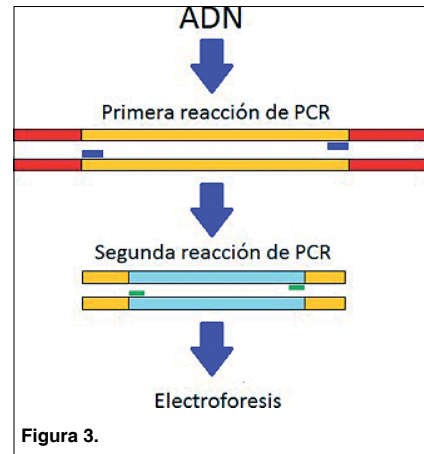 ADN
Primera reacción de PCR
Segunda reacción de PCR
Electroforesis
Figura 3.